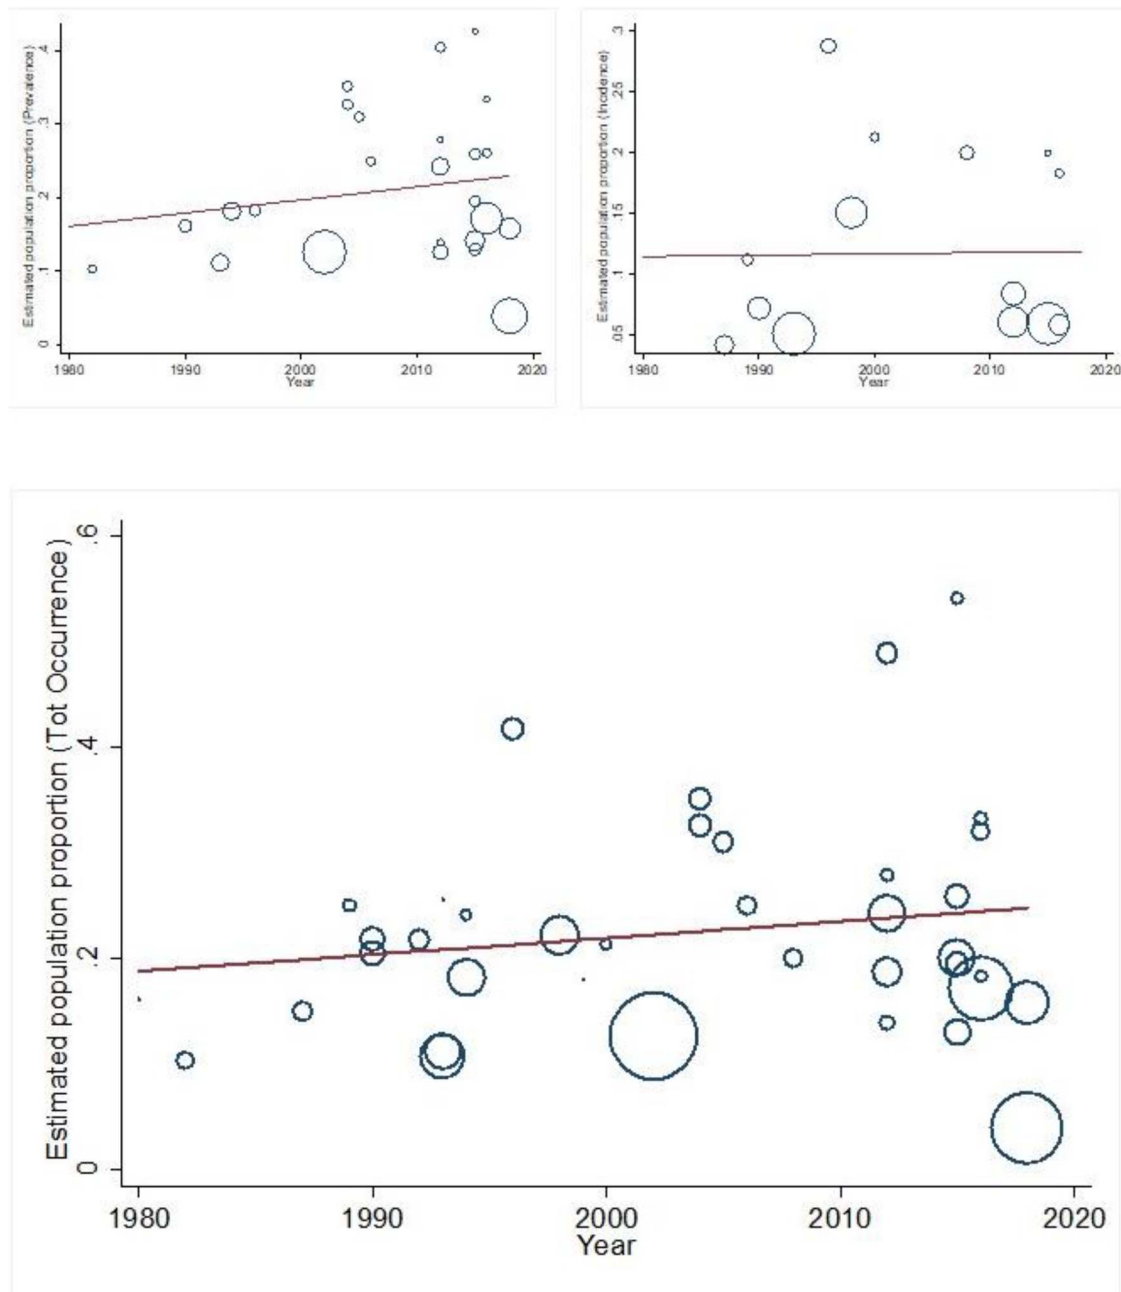 Estimated population proportion (Prevalence)
.4
.3
.2
.1
0
1980 1990 2000 2010 2020
Year
Estimated population proportion (Incidence)
.3
.25
.2
.15
.1
.05
1980 1990 2000 2010 2020
Year
Estimated population proportion (Tot Occurrence)
.6
.4
.2
0
1980 1990 2000 2010 2020
Year